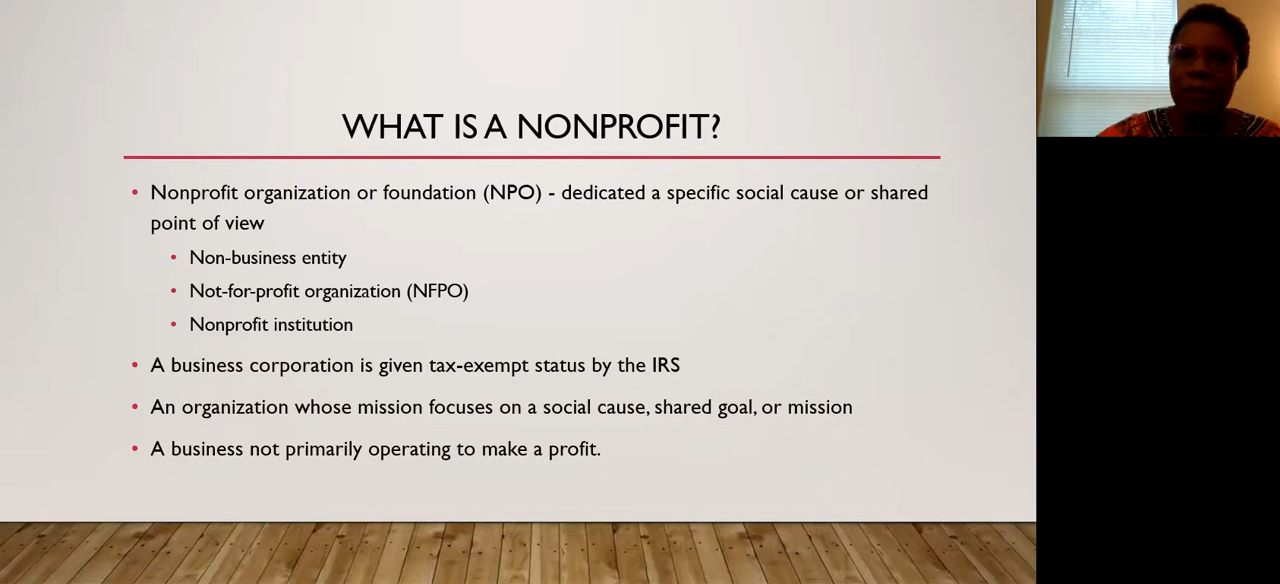 WHAT IS A NONPROFIT?
• Nonprofit organization or foundation (NPO) - dedicated a specific social cause or shared
point of view
• Non-business entity
• Not-for-profit organization (NFPO)
• Nonprofit institution
• A business corporation is given tax-exempt status by the IRS
• An organization whose mission focuses on a social cause, shared goal, or mission
• A business not primarily operating to make a profit.